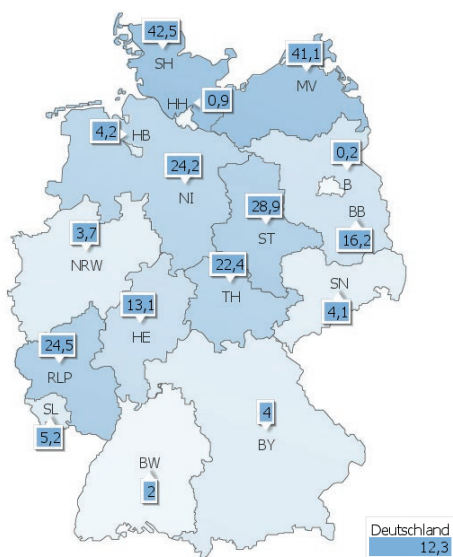 42,5
SH
41,1
MV
HH
0,9
4,2
HB
0,2
B
24,2
NI
28,9
ST
BB
16,2
3,7
NRW
22,4
TH
SN
4,1
13,1
HE
24,5
RLP
SL
5,2
4
BY
BW
2
Deutschland
12,3